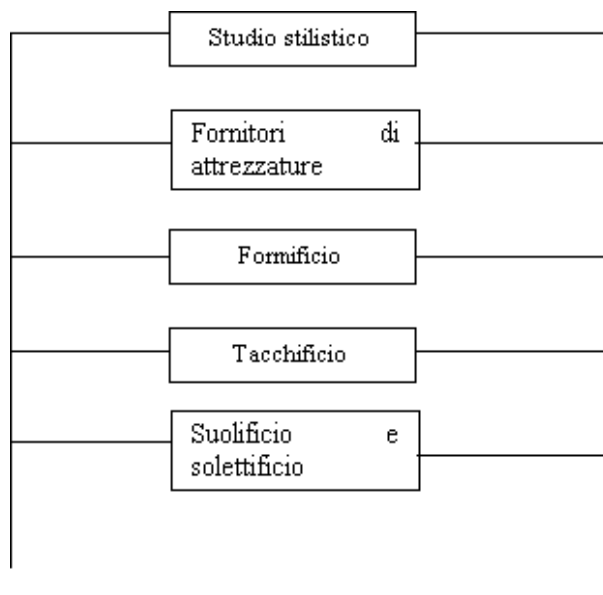 Studio stilistico
Fornitori di
attrezzature
Formificio
Tacchificio
Suolificio e
solettificio